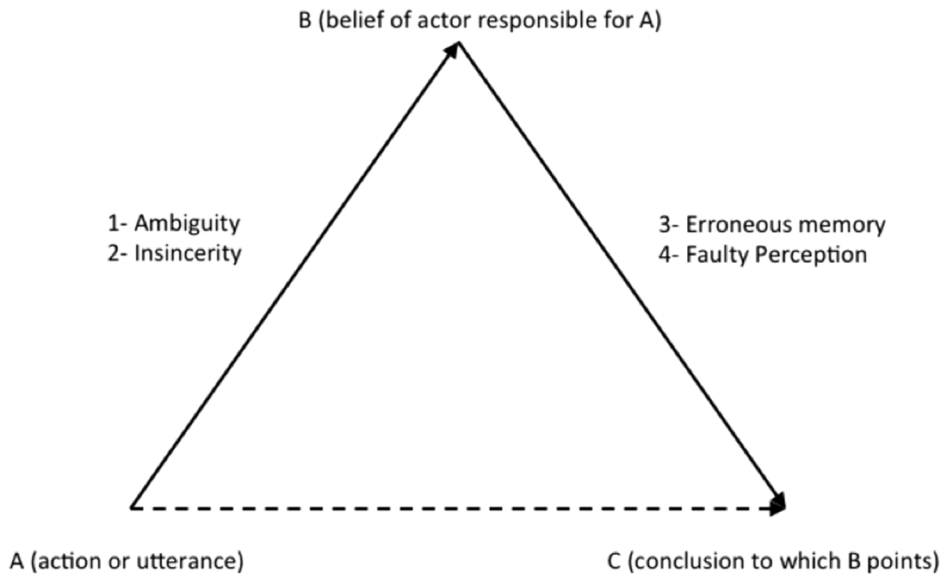 B (belief of actor responsible for A)
1- Ambiguity
2- Insincerity
3- Erroneous memory
4- Faulty Perception
A (action or utterance)
C (conclusion to which B points)